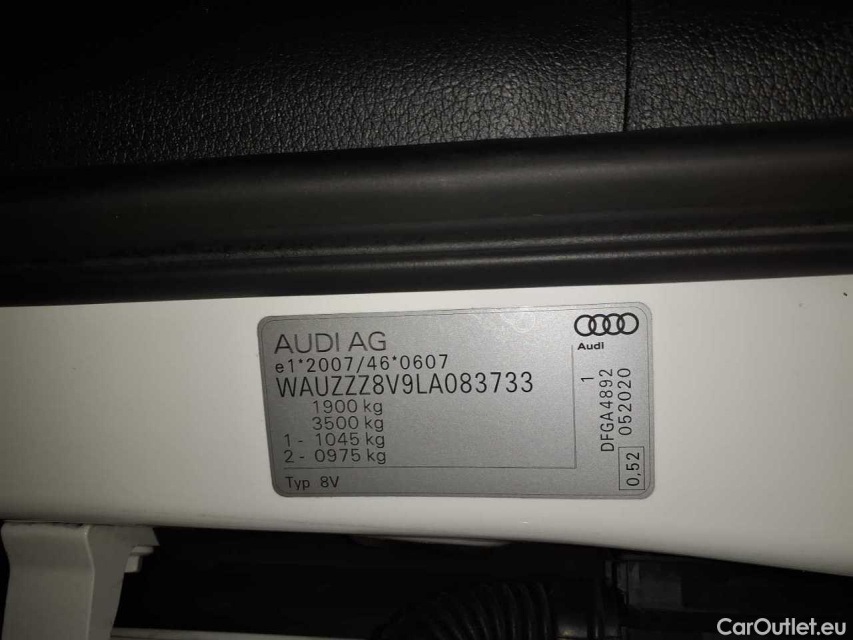 AUDI AG
e1*2007/46*0607
WAUZZZ8V9LA083733
1900 kg
3500 kg
1 - 1045 kg
2 - 0975 kg
Typ 8V
Audi
1
DFGA4892
052020
0,52
CarOutlet.eu